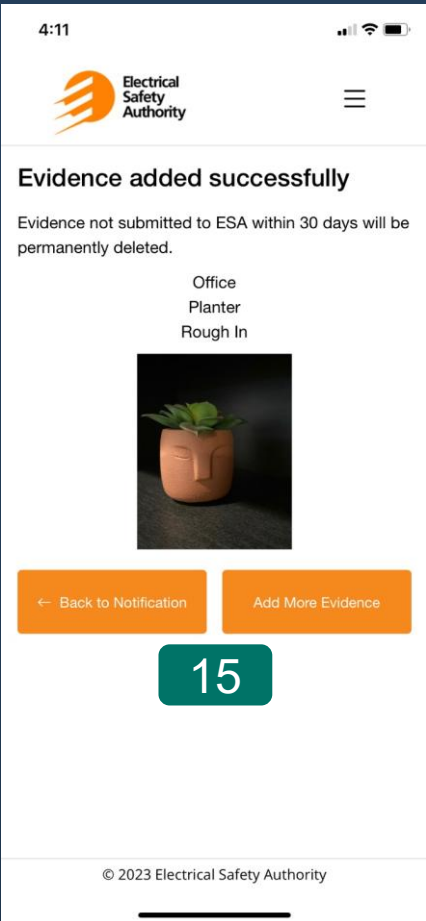 4:11
Electrical
Safety
Authority
Evidence added successfully
Evidence not submitted to ESA within 30 days will be
permanently deleted.
Office
Planter
Rough In
← Back to Notification
Add More Evidence
15
© 2023 Electrical Safety Authority